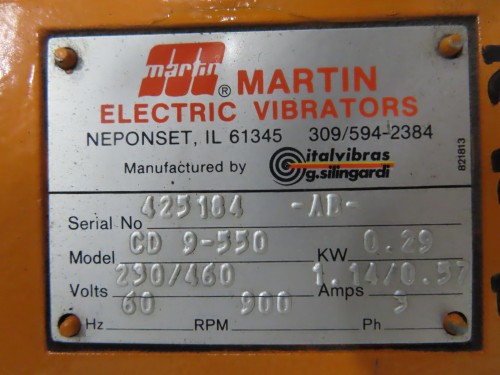 martin ® MARTIN
ELECTRIC VIBRATORS
NEPONSET, IL 61345 309/594-2384
Manufactured by italvibras
g.silingardi
821813
Serial No 425184 -AB-
Model CD 9-550 KW 0.29
Volts 230/460 Amps 1.14/0.57
Hz 60 RPM 900 Ph 3